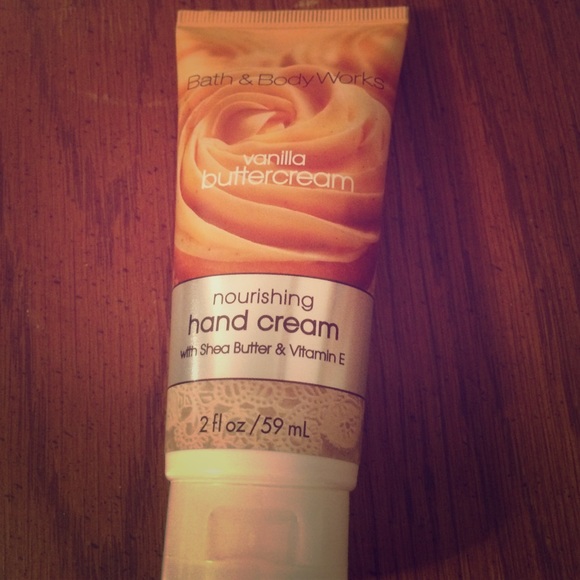 Bath & Body Works
vanilla
buttercream
nourishing
hand cream
with Shea Butter & Vitamin E
2 fl oz / 59 mL